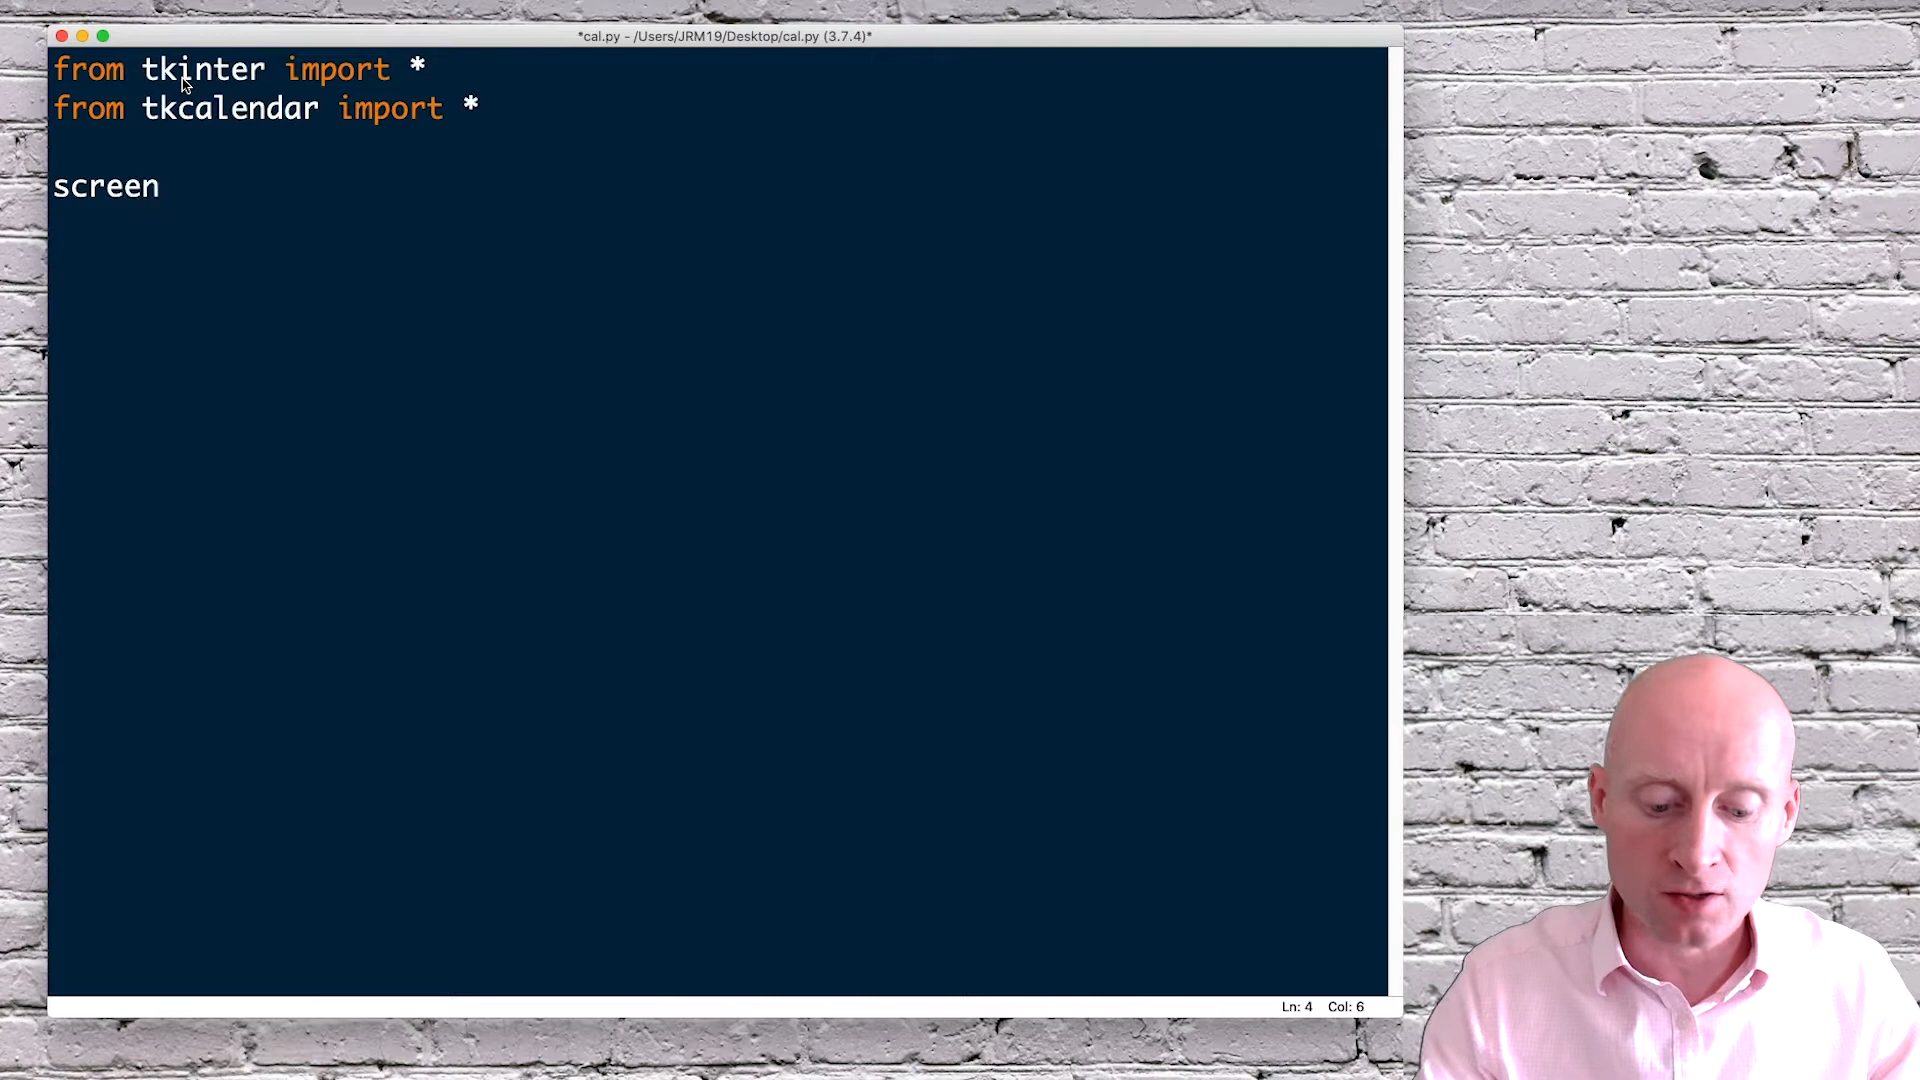 *cal.py - /Users/JRM19/Desktop/cal.py (3.7.4)*
from tkinter import *
from tkcalendar import *
screen
Ln: 4 Col: 6